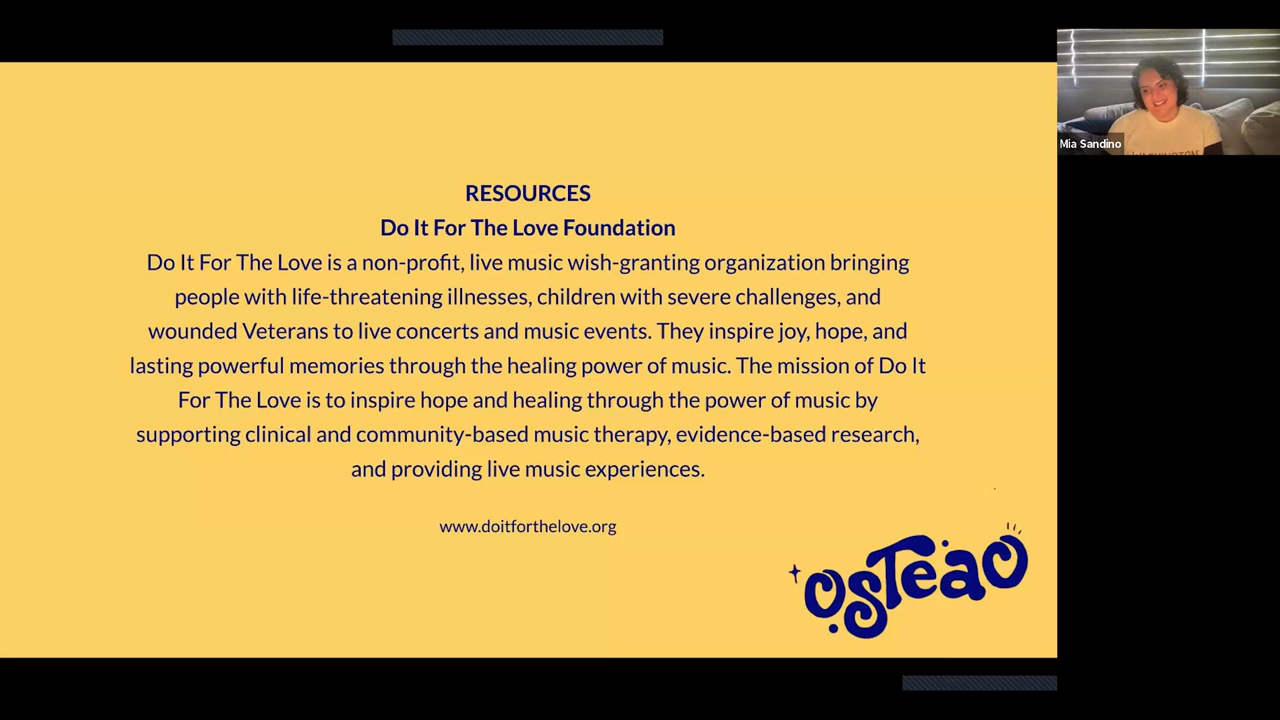 RESOURCES
Do It For The Love Foundation
Do It For The Love is a non-profit, live music wish-granting organization bringing
people with life-threatening illnesses, children with severe challenges, and
wounded Veterans to live concerts and music events. They inspire joy, hope, and
lasting powerful memories through the healing power of music. The mission of Do It
For The Love is to inspire hope and healing through the power of music by
supporting clinical and community-based music therapy, evidence-based research,
and providing live music experiences.
www.doitforthelove.org
OSTEAO
Mia Sandino